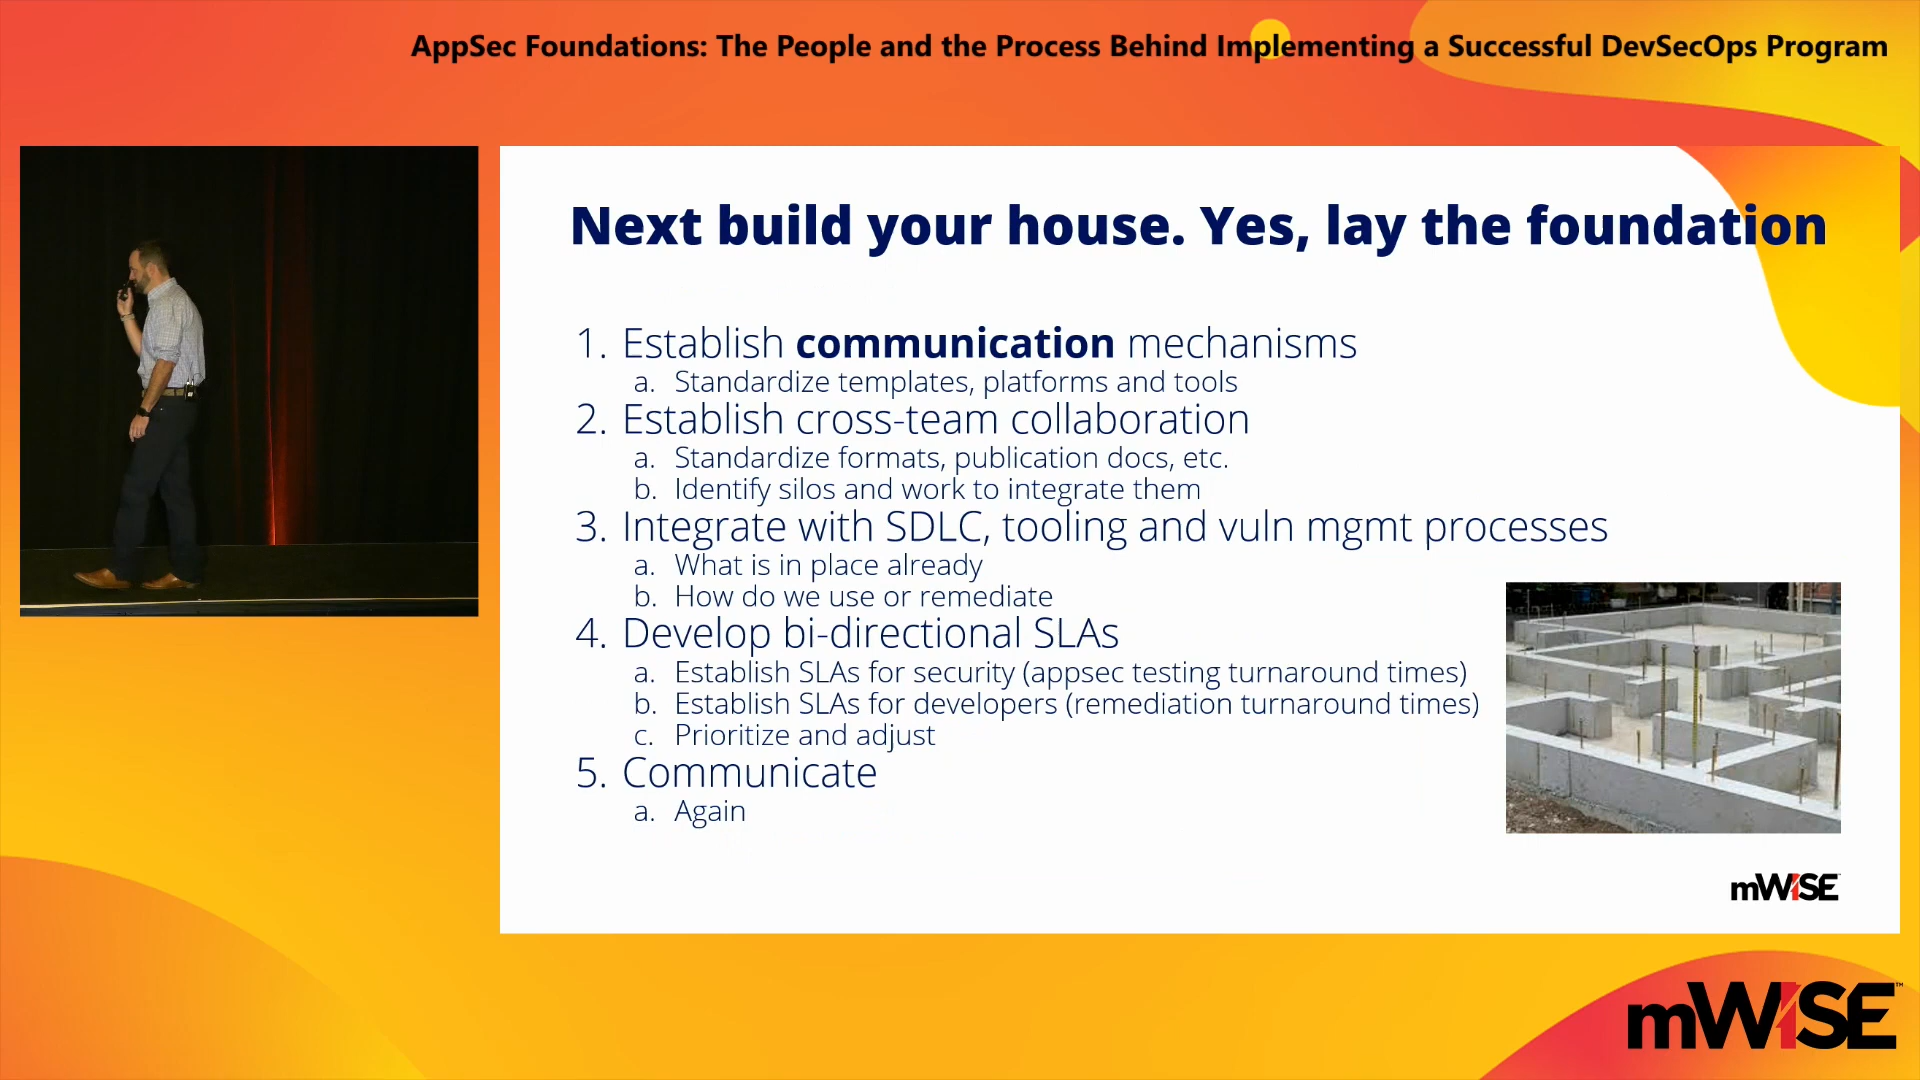 AppSec Foundations: The People and the Process Behind Implementing a Successful DevSecOps Program
Next build your house. Yes, lay the foundation
1. Establish communication mechanisms
a. Standardize templates, platforms and tools
2. Establish cross-team collaboration
a. Standardize formats, publication docs, etc.
b. Identify silos and work to integrate them
3. Integrate with SDLC, tooling and vuln mgmt processes
a. What is in place already
b. How do we use or remediate
4. Develop bi-directional SLAs
a. Establish SLAs for security (appsec testing turnaround times)
b. Establish SLAs for developers (remediation turnaround times)
c. Prioritize and adjust
5. Communicate
a. Again
mWISE
mWISE™